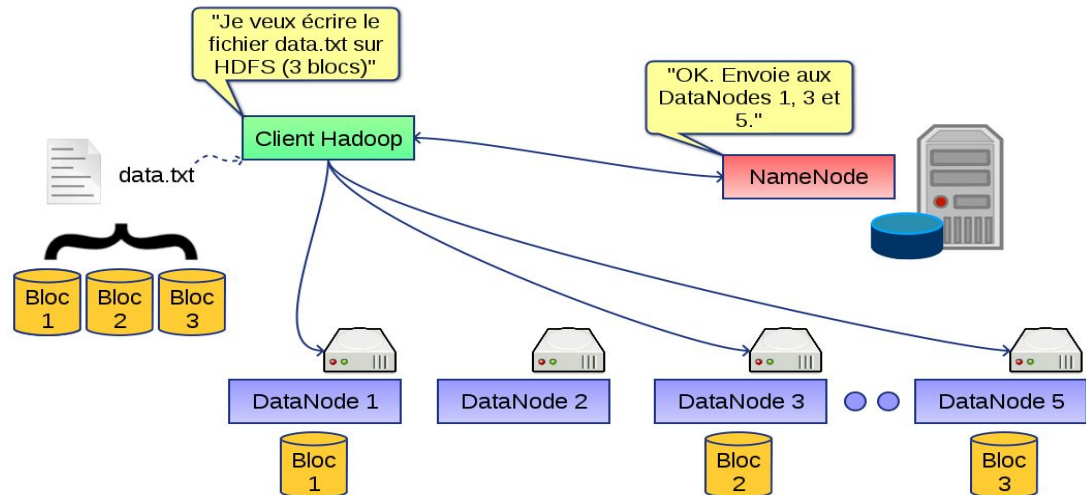 "Je veux écrire le
fichier data.txt sur
HDFS (3 blocs)"
"OK. Envoie aux
DataNodes 1, 3 et
5."
Client Hadoop
NameNode
data.txt
Bloc
1
Bloc
2
Bloc
3
DataNode 1
DataNode 2
DataNode 3
DataNode 5
Bloc
1
Bloc
2
Bloc
3